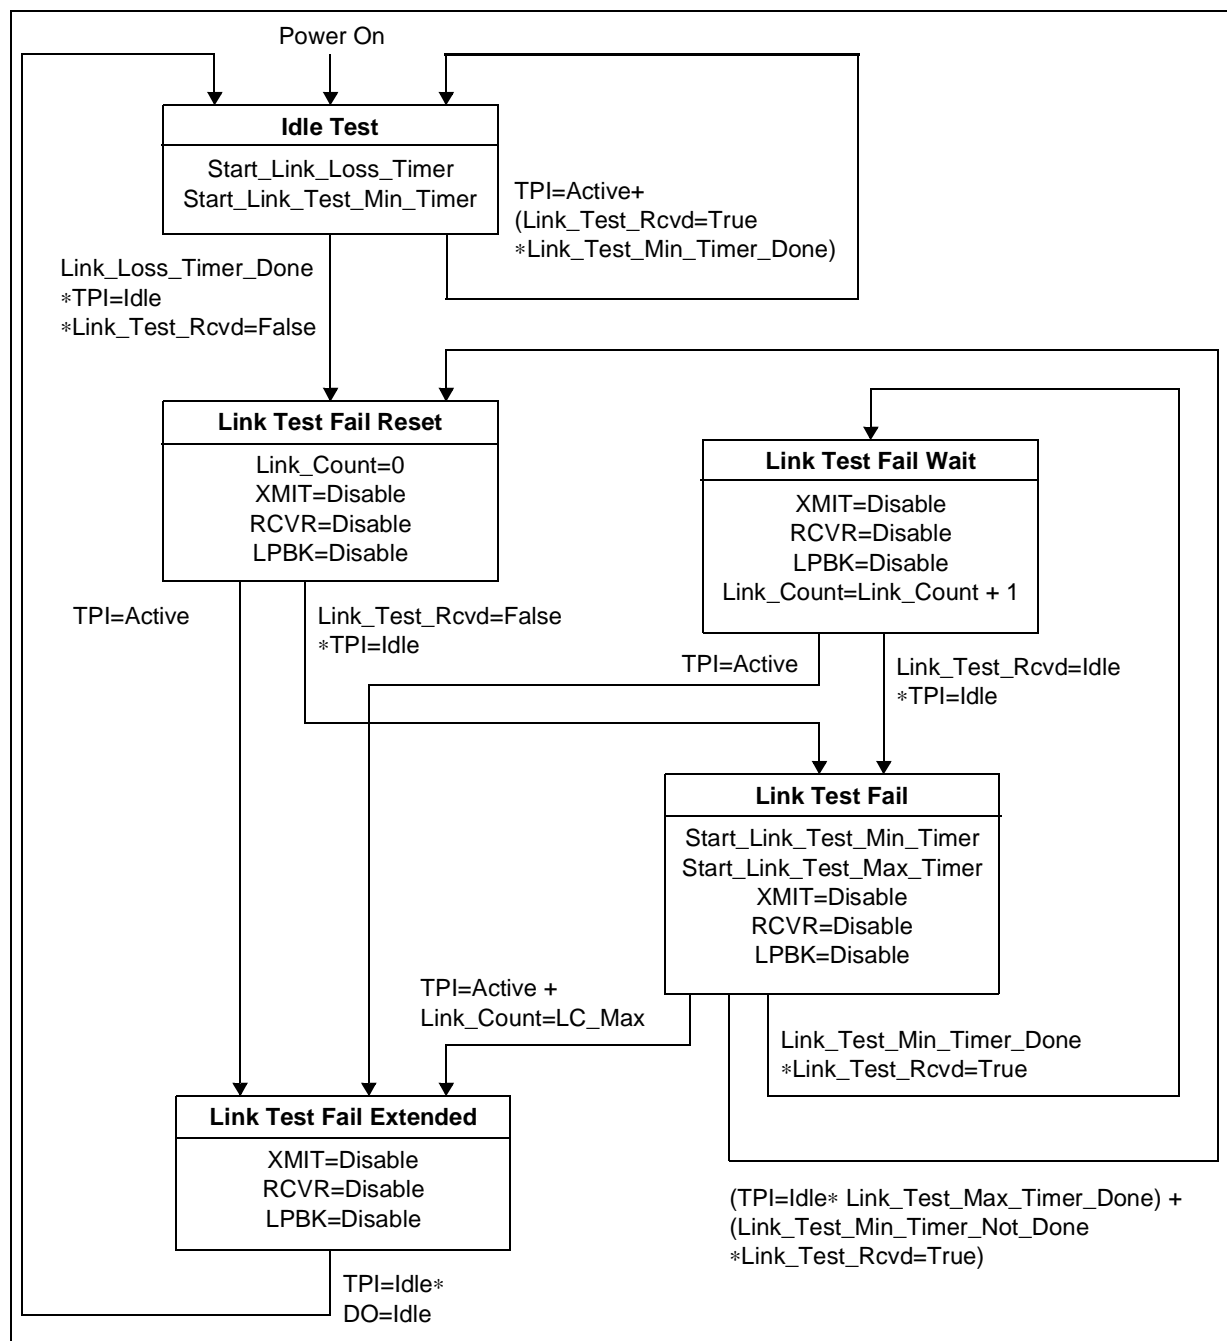 Power On
Idle Test
Start_Link_Loss_Timer
Start_Link_Test_Min_Timer
TPI=Active+
(Link_Test_Rcvd=True
*Link_Test_Min_Timer_Done)
Link_Loss_Timer_Done
*TPI=Idle
*Link_Test_Rcvd=False
Link Test Fail Reset
Link_Count=0
XMIT=Disable
RCVR=Disable
LPBK=Disable
Link Test Fail Wait
XMIT=Disable
RCVR=Disable
LPBK=Disable
Link_Count=Link_Count + 1
TPI=Active
Link_Test_Rcvd=False
*TPI=Idle
TPI=Active
Link_Test_Rcvd=Idle
*TPI=Idle
Link Test Fail
Start_Link_Test_Min_Timer
Start_Link_Test_Max_Timer
XMIT=Disable
RCVR=Disable
LPBK=Disable
TPI=Active +
Link_Count=LC_Max
Link_Test_Min_Timer_Done
*Link_Test_Rcvd=True
Link Test Fail Extended
XMIT=Disable
RCVR=Disable
LPBK=Disable
(TPI=Idle* Link_Test_Max_Timer_Done) +
(Link_Test_Min_Timer_Not_Done
*Link_Test_Rcvd=True)
TPI=Idle*
DO=Idle